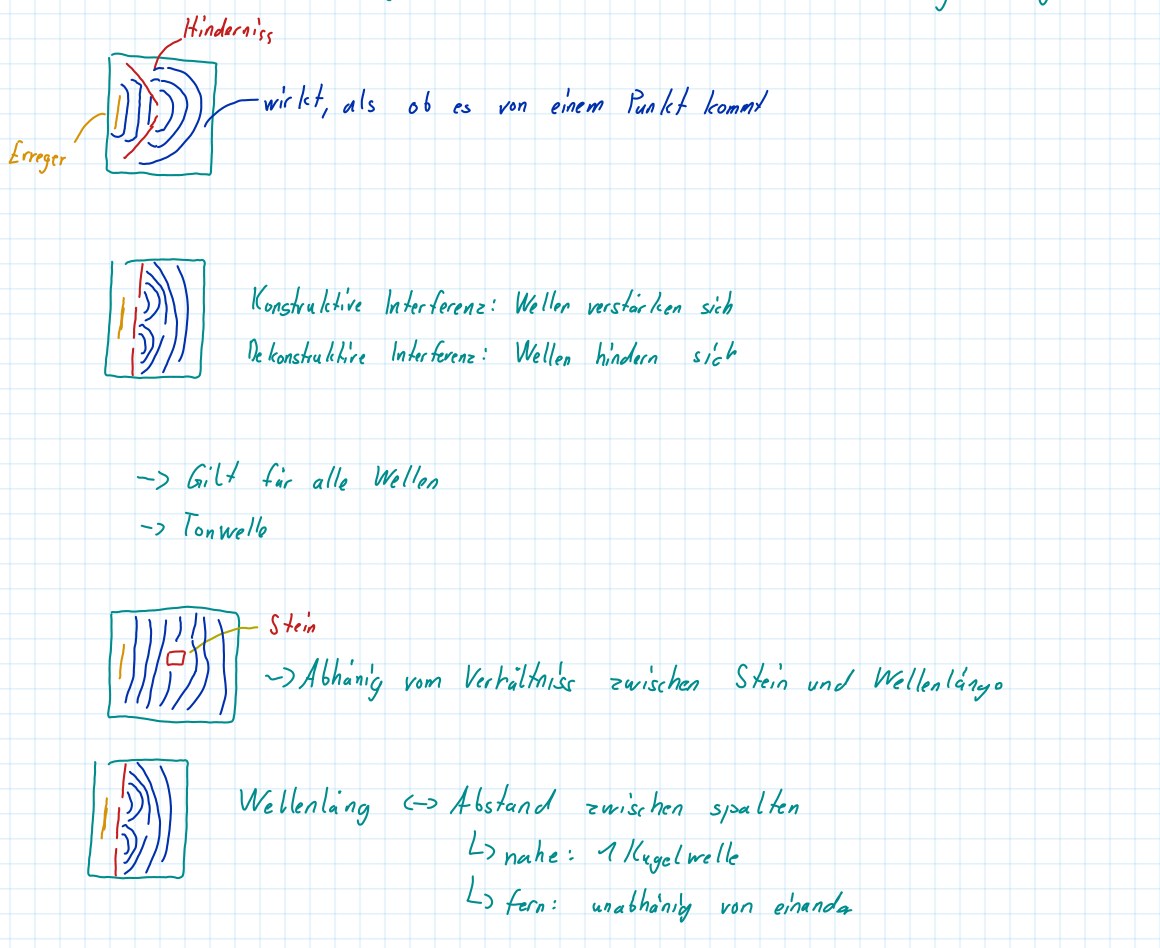 Hinderniss
wirkt, als ob es von einem Punkt kommt
Erreger
Konstruktive Interferenz: Wellen verstärken sich
Dekonstruktive Interferenz: Wellen hindern sich
-> Gilt für alle Wellen
-> Tonwelle
Stein
-> Abhänig vom Verhältniss zwischen Stein und Wellenlänge
Wellenläng <-> Abstand zwischen spalten
↳ nahe: 1 Kugelwelle
↳ fern: unabhänig von einanda